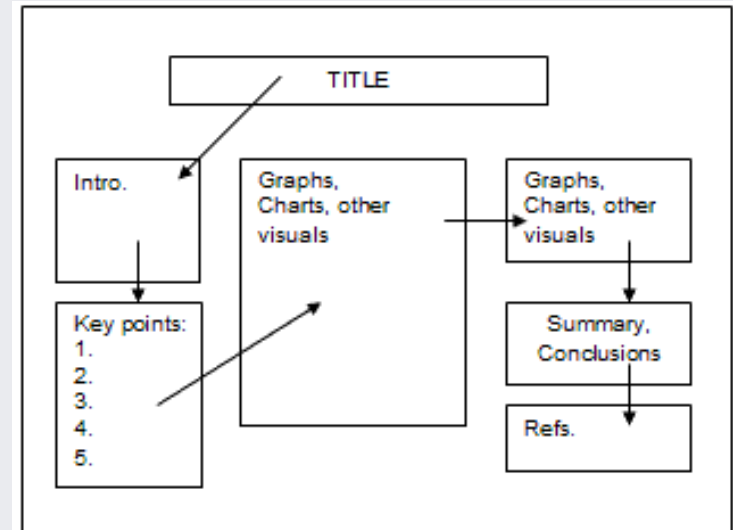 TITLE
Intro.
Key points:
1.
2.
3.
4.
5.
Graphs,
Charts, other
visuals
Graphs,
Charts, other
visuals
Summary,
Conclusions
Refs.